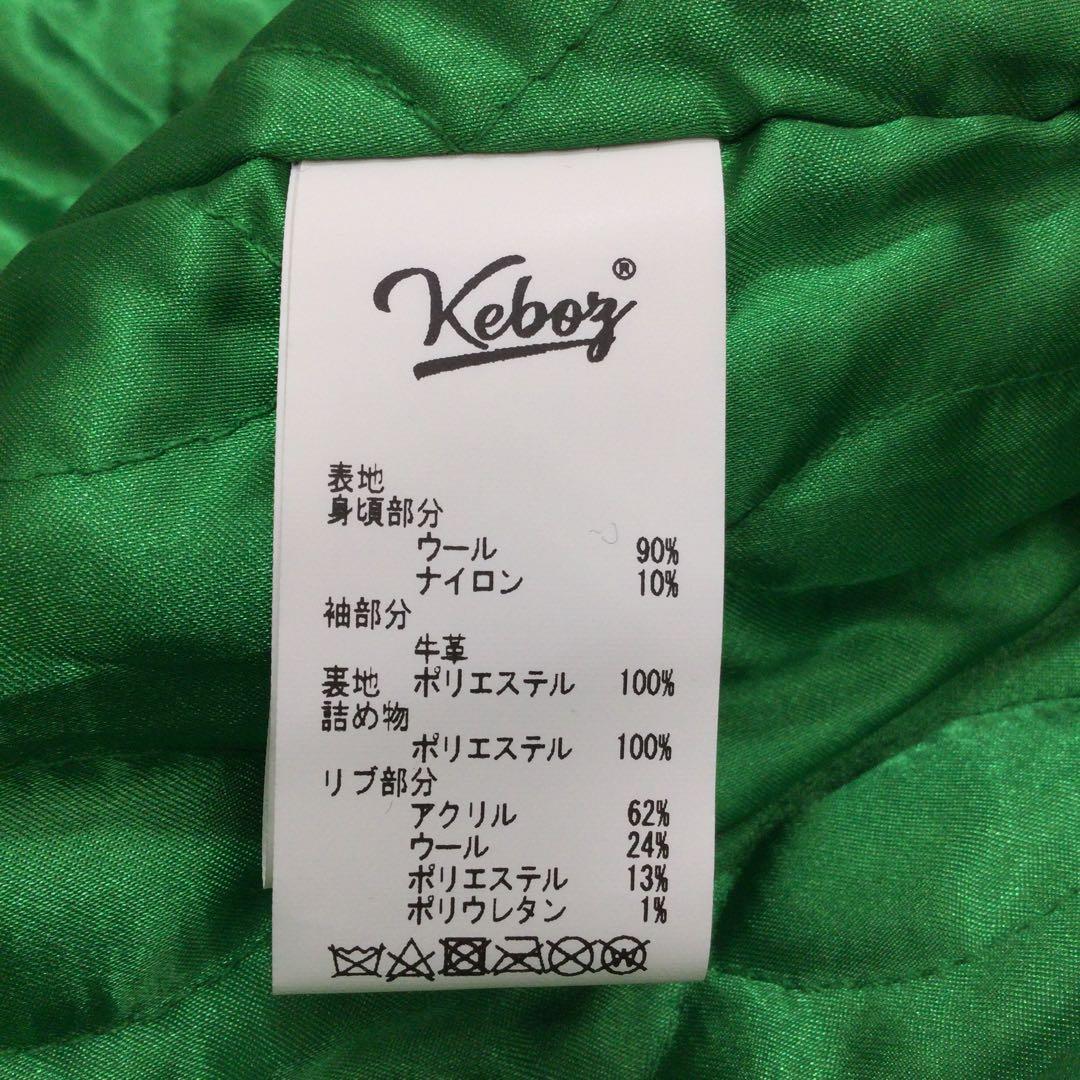 Keboz®
表地
身頃部分
ウール 90%
ナイロン 10%
袖部分
牛革
裏地 ポリエステル 100%
詰め物
ポリエステル 100%
リブ部分
アクリル 62%
ウール 24%
ポリエステル 13%
ポリウレタン 1%